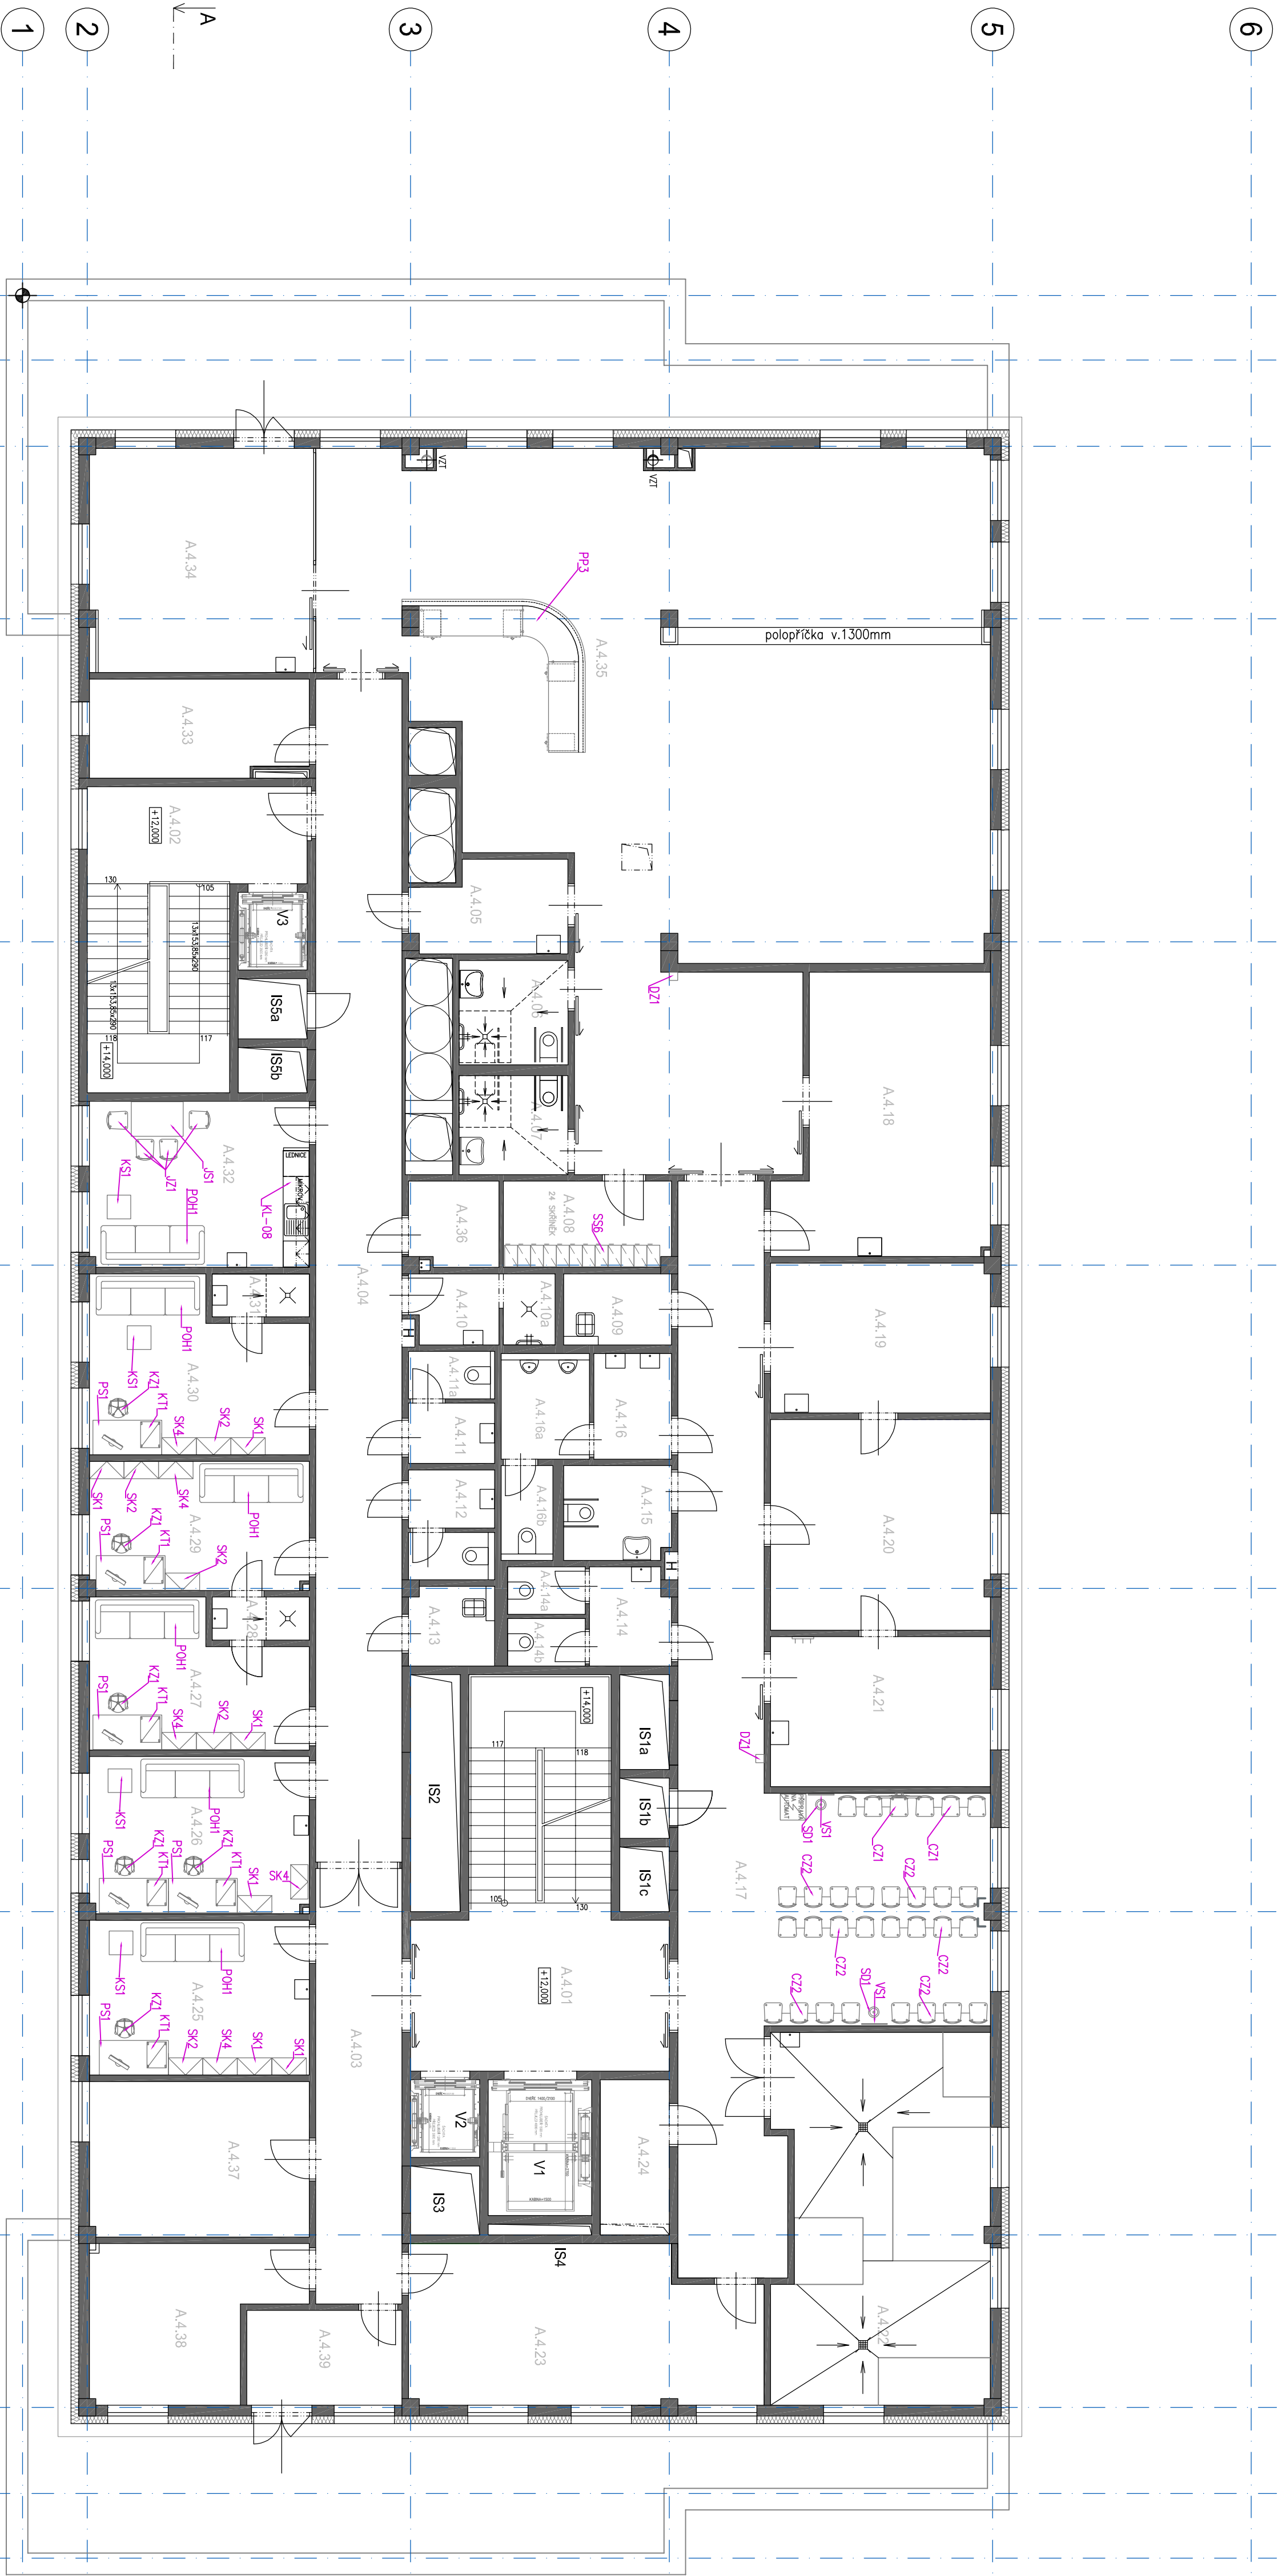 1
2
3
4
5
6
A
VZT
VZT
A.4.34
PP3
A.4.35
polopříčka v.1300mm
A.4.33
A.4.02
+12,000
130
105
13x153,85x290
13x153,85x290
118
117
+14,000
V3
IS5a
IS5b
A.4.05
A.4.06
A.4.07
DZ1
A.4.18
A.4.32
KS1
JZ1
JS1
POH1
KL-08
LEDNICE
MIKROV.
A.4.04
A.4.36
A.4.08
24 SKŘÍNĚK
SS6
A.4.31
POH1
KS1
A.4.30
KZ1
KT1
PS1
SK4
SK2
SK1
A.4.10
A.4.10a
A.4.09
H
A.4.19
A.4.11a
A.4.11
A.4.16a
A.4.16
A.4.12
A.4.16b
A.4.15
H
A.4.20
SK1
SK2
SK4
POH1
A.4.29
KZ1
KT1
PS1
SK2
A.4.28
POH1
A.4.27
KZ1
KT1
PS1
SK4
SK2
SK1
A.4.13
A.4.14a
A.4.14
A.4.14b
A.4.21
DZ1
+14,000
117
118
105
130
IS1a
IS1b
IS1c
IS2
KS1
POH1
A.4.26
KZ1
KT1
PS1
KZ1
KT1
PS1
SK1
SK4
A.4.17
SD1
VS1
CZ1
CZ1
CZ2
CZ2
CZ2
CZ2
CZ2
SD1
VS1
CZ2
KS1
POH1
A.4.25
KZ1
KT1
PS1
SK2
SK4
SK1
SK1
A.4.03
A.4.01
+12,000
V2
V1
A.4.24
IS3
IS4
A.4.37
A.4.38
A.4.39
A.4.23
A.4.22